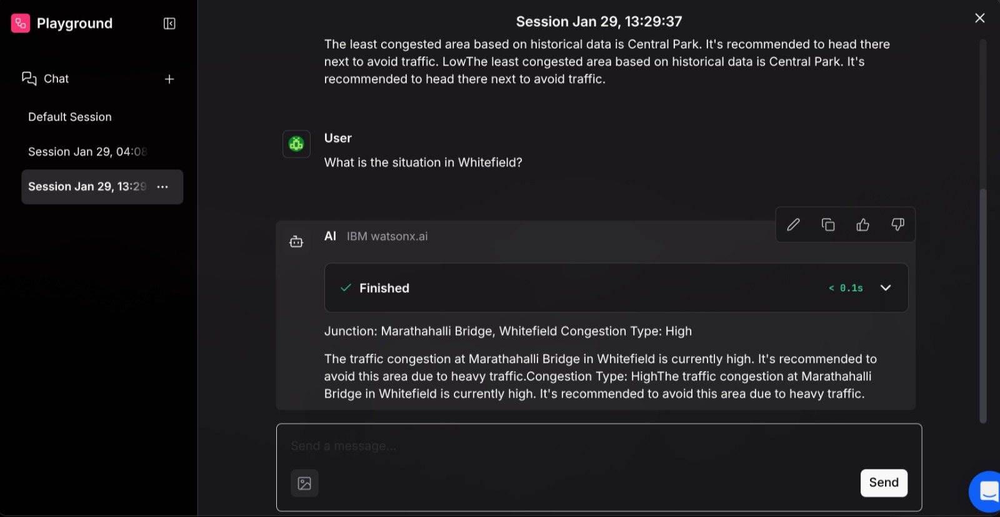 Playground
Session Jan 29, 13:29:37
The least congested area based on historical data is Central Park. It's recommended to head there
next to avoid traffic. LowThe least congested area based on historical data is Central Park. It's
recommended to head there next to avoid traffic.
Chat
Default Session
Session Jan 29, 04:08
Session Jan 29, 13:29
User
What is the situation in Whitefield?
AI IBM watsonx.ai
Finished
< 0.1s
Junction: Marathahalli Bridge, Whitefield Congestion Type: High
The traffic congestion at Marathahalli Bridge in Whitefield is currently high. It's recommended to
avoid this area due to heavy traffic.Congestion Type: HighThe traffic congestion at Marathahalli
Bridge in Whitefield is currently high. It's recommended to avoid this area due to heavy traffic.
Send a message...
Send